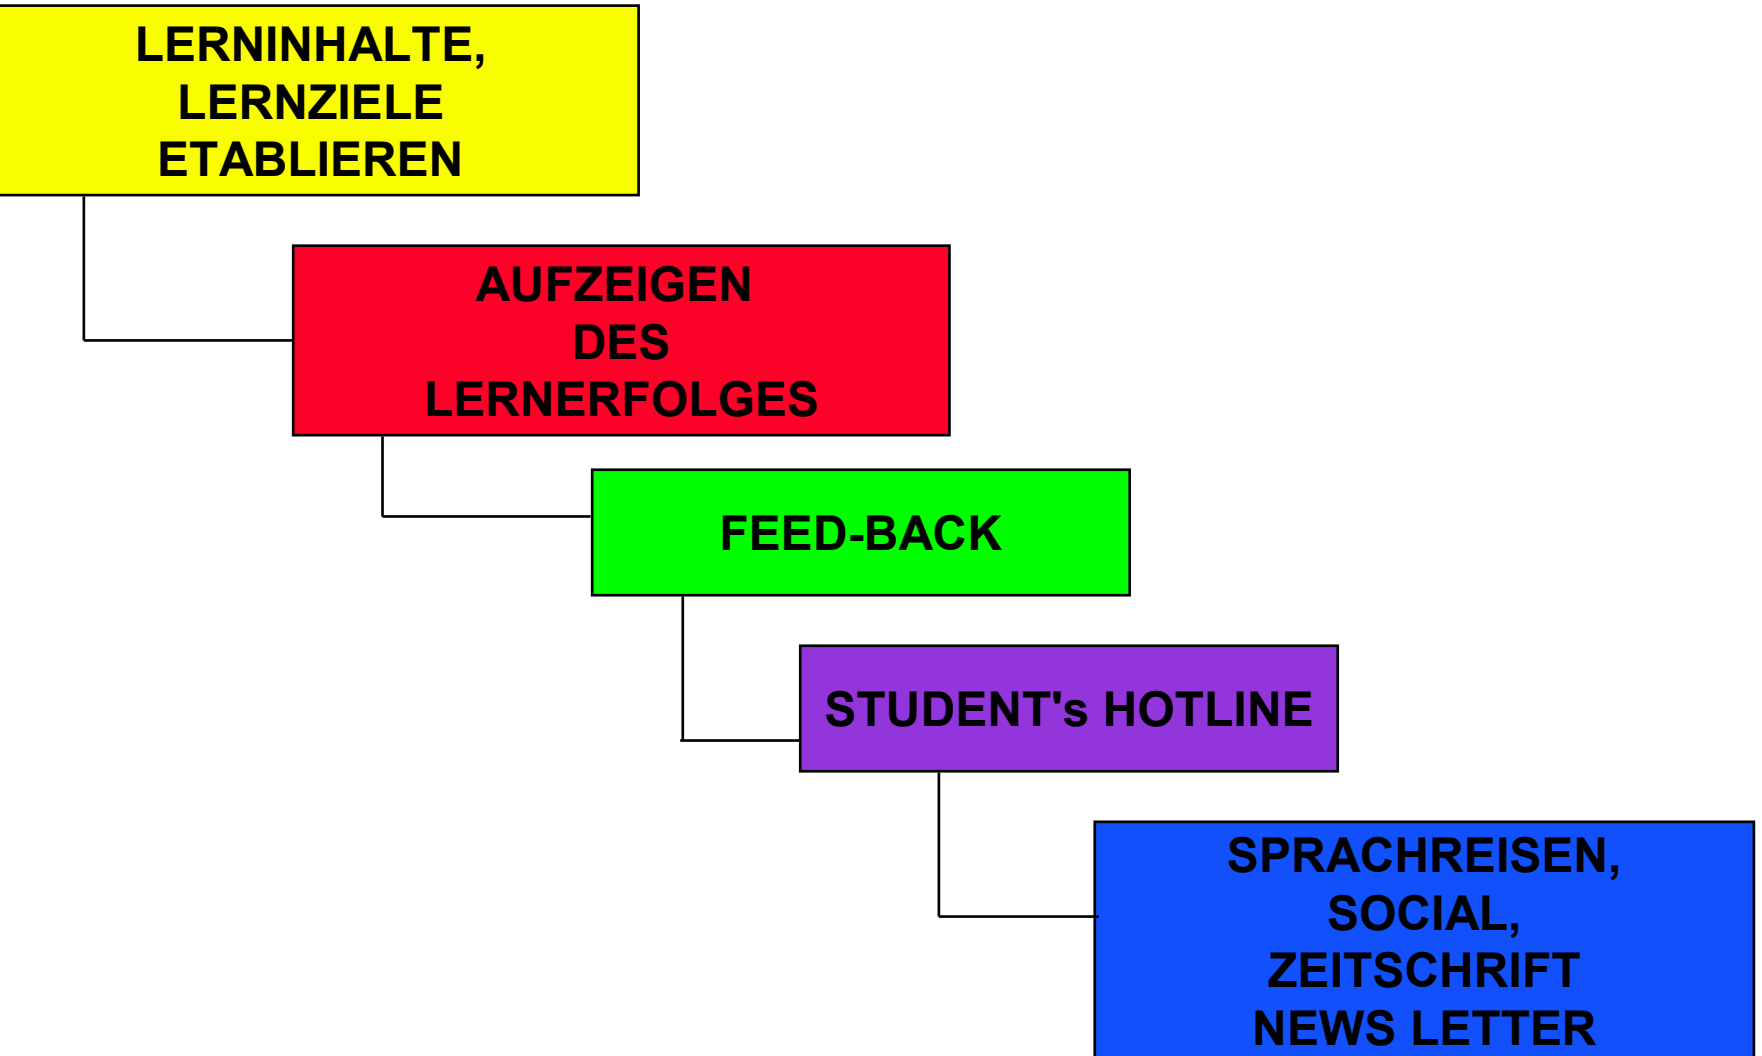 LERNINHALTE,
LERNZIELE
ETABLIEREN
AUFZEIGEN
DES
LERNERFOLGES
FEED-BACK
STUDENT's HOTLINE
SPRACHREISEN,
SOCIAL,
ZEITSCHRIFT
NEWS LETTER